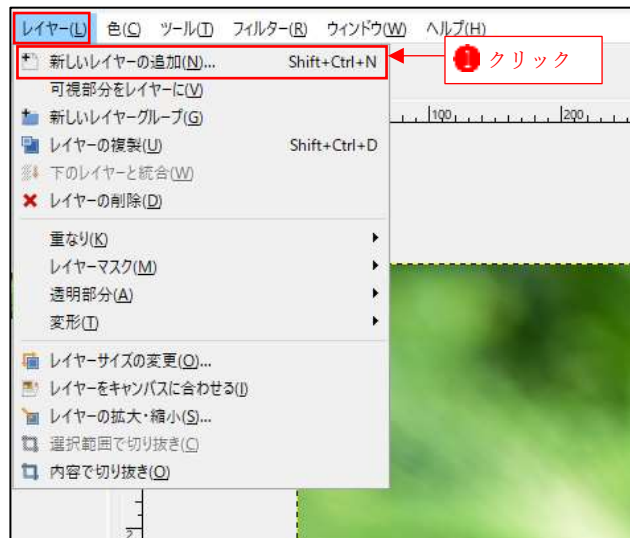 レイヤー(L) 色(C) ツール(T) フィルター(R) ウィンドウ(W) ヘルプ(H)
新しいレイヤーの追加(N)... Shift+Ctrl+N
❶ クリック
可視部分をレイヤーに(V)
新しいレイヤーグループ(G)
レイヤーの複製(U) Shift+Ctrl+D
下のレイヤーと統合(W)
レイヤーの削除(D)
重なり(K)
レイヤーマスク(M)
透明部分(A)
変形(T)
レイヤーサイズの変更(O)...
レイヤーをキャンバスに合わせる(I)
レイヤーの拡大・縮小(S)...
選択範囲で切り抜き(C)
内容で切り抜き(O)
100 200
2